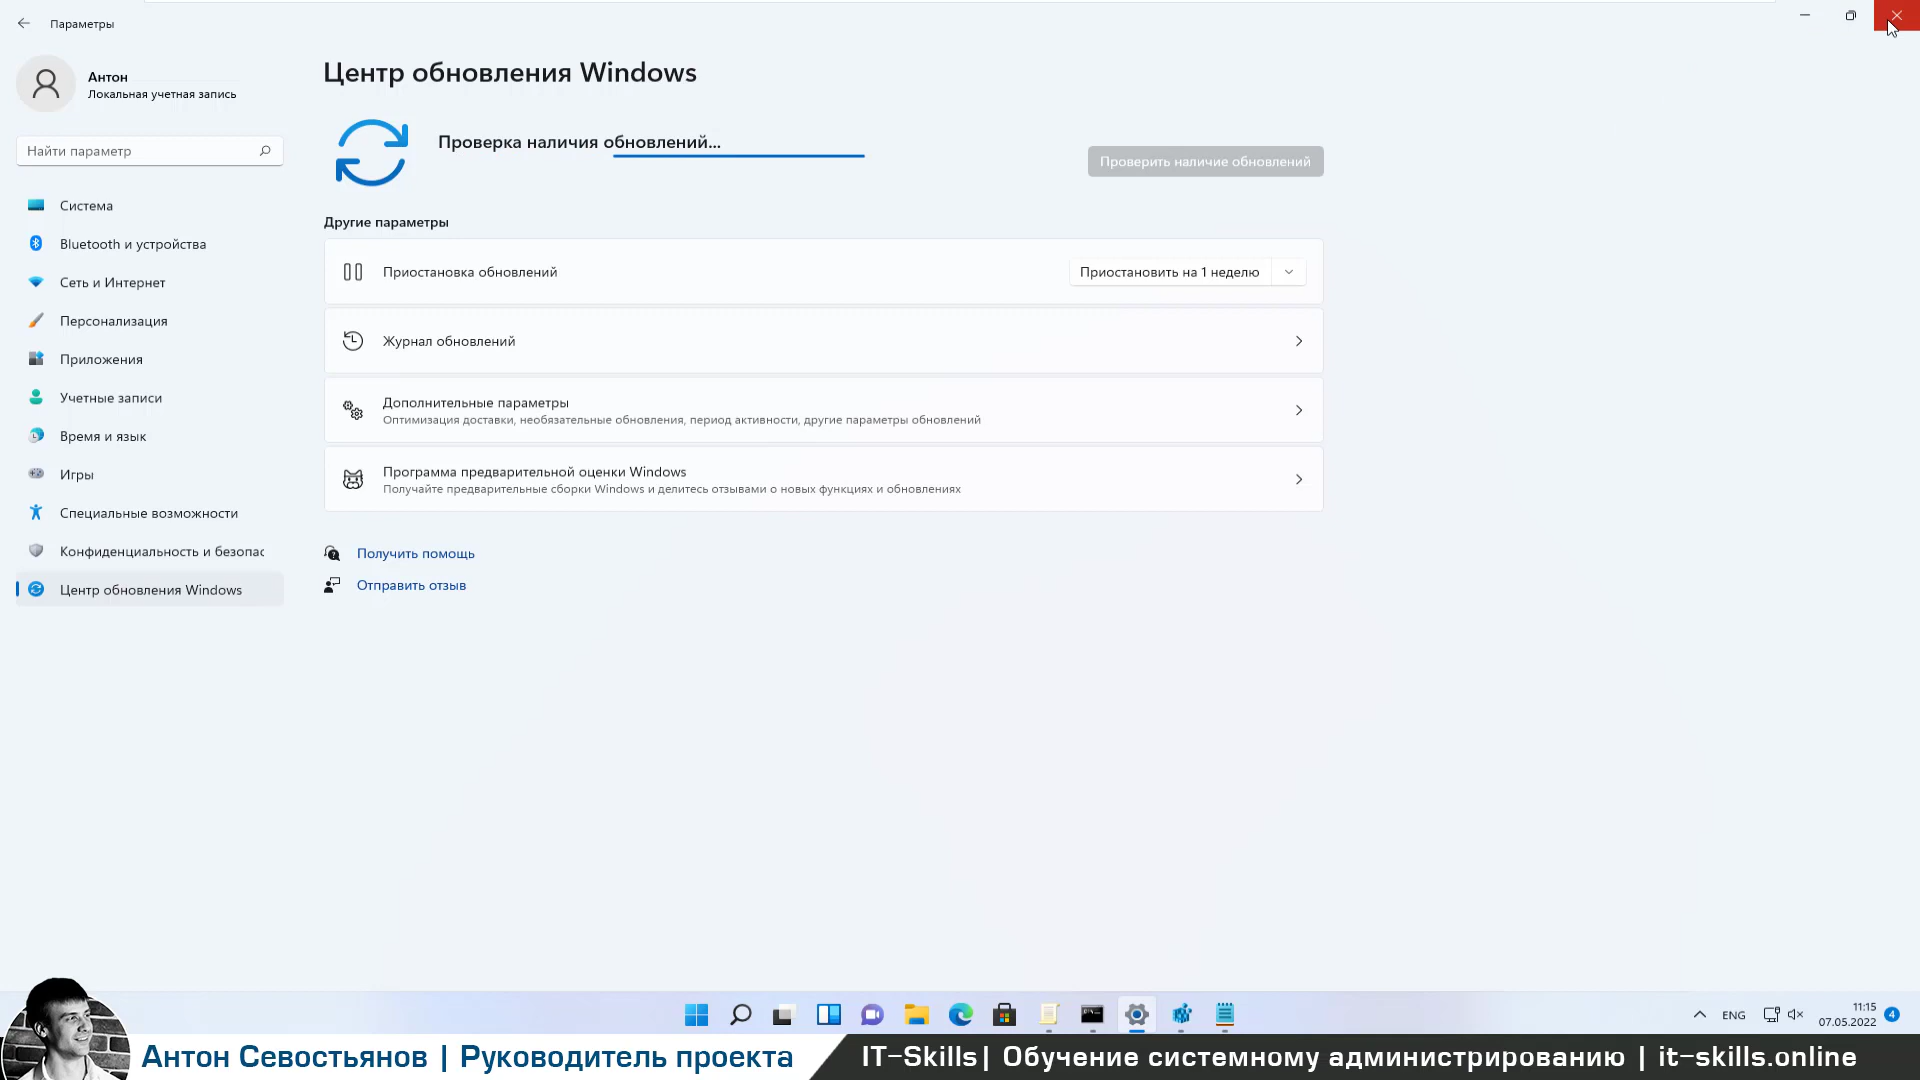 Параметры
Антон
Локальная учетная запись
Найти параметр
Система
Bluetooth и устройства
Сеть и Интернет
Персонализация
Приложения
Учетные записи
Время и язык
Игры
Специальные возможности
Конфиденциальность и безопас
Центр обновления Windows
Центр обновления Windows
Проверка наличия обновлений...
Проверить наличие обновлений
Другие параметры
Приостановка обновлений
Приостановить на 1 неделю
Журнал обновлений
Дополнительные параметры
Оптимизация доставки, необязательные обновления, период активности, другие параметры обновлений
Программа предварительной оценки Windows
Получайте предварительные сборки Windows и делитесь отзывами о новых функциях и обновлениях
Получить помощь
Отправить отзыв
ENG
11:15
07.05.2022
4
Антон Севостьянов | Руководитель проекта
IT-Skills| Обучение системному администрированию | it-skills.online